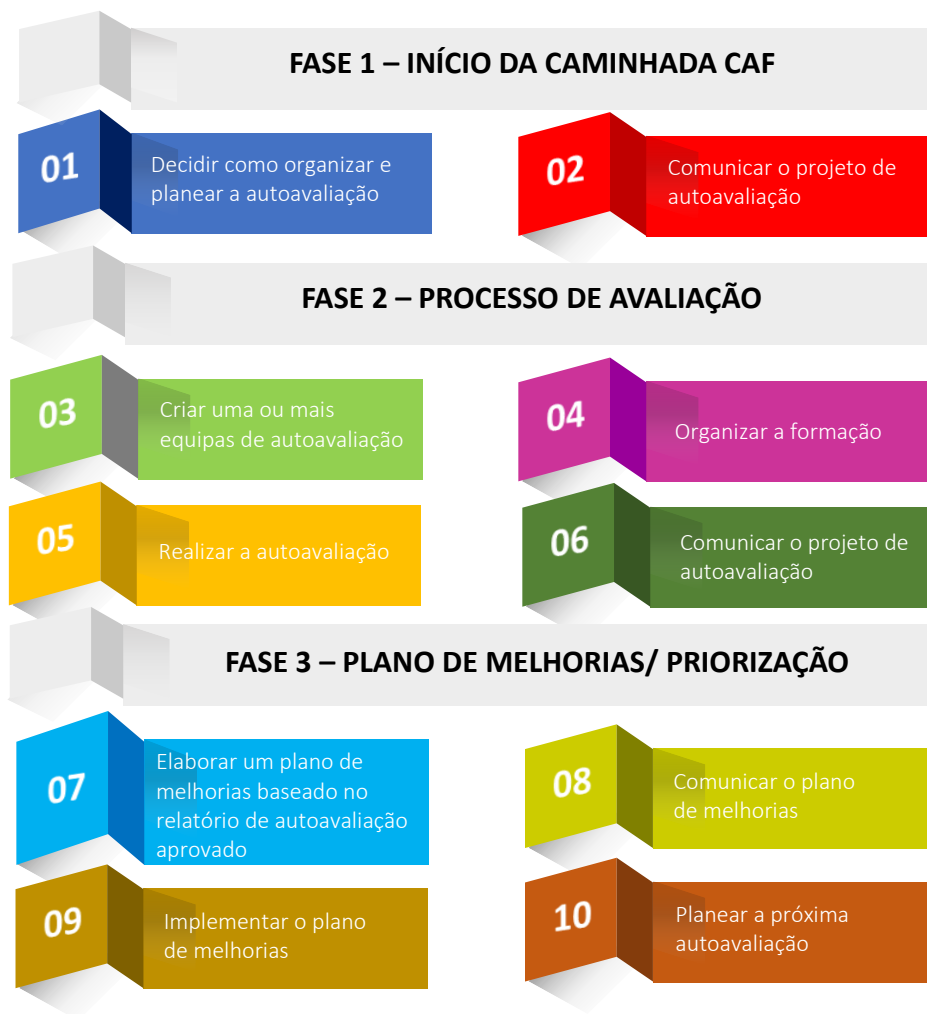 FASE 1 – INÍCIO DA CAMINHADA CAF
01
Decidir como organizar e
planear a autoavaliação
02
Comunicar o projeto de
autoavaliação
FASE 2 – PROCESSO DE AVALIAÇÃO
03
Criar uma ou mais
equipas de autoavaliação
04
Organizar a formação
05
Realizar a autoavaliação
06
Comunicar o projeto de
autoavaliação
FASE 3 – PLANO DE MELHORIAS/ PRIORIZAÇÃO
07
Elaborar um plano de
melhorias baseado no
relatório de autoavaliação
aprovado
08
Comunicar o plano
de melhorias
09
Implementar o plano
de melhorias
10
Planear a próxima
autoavaliação